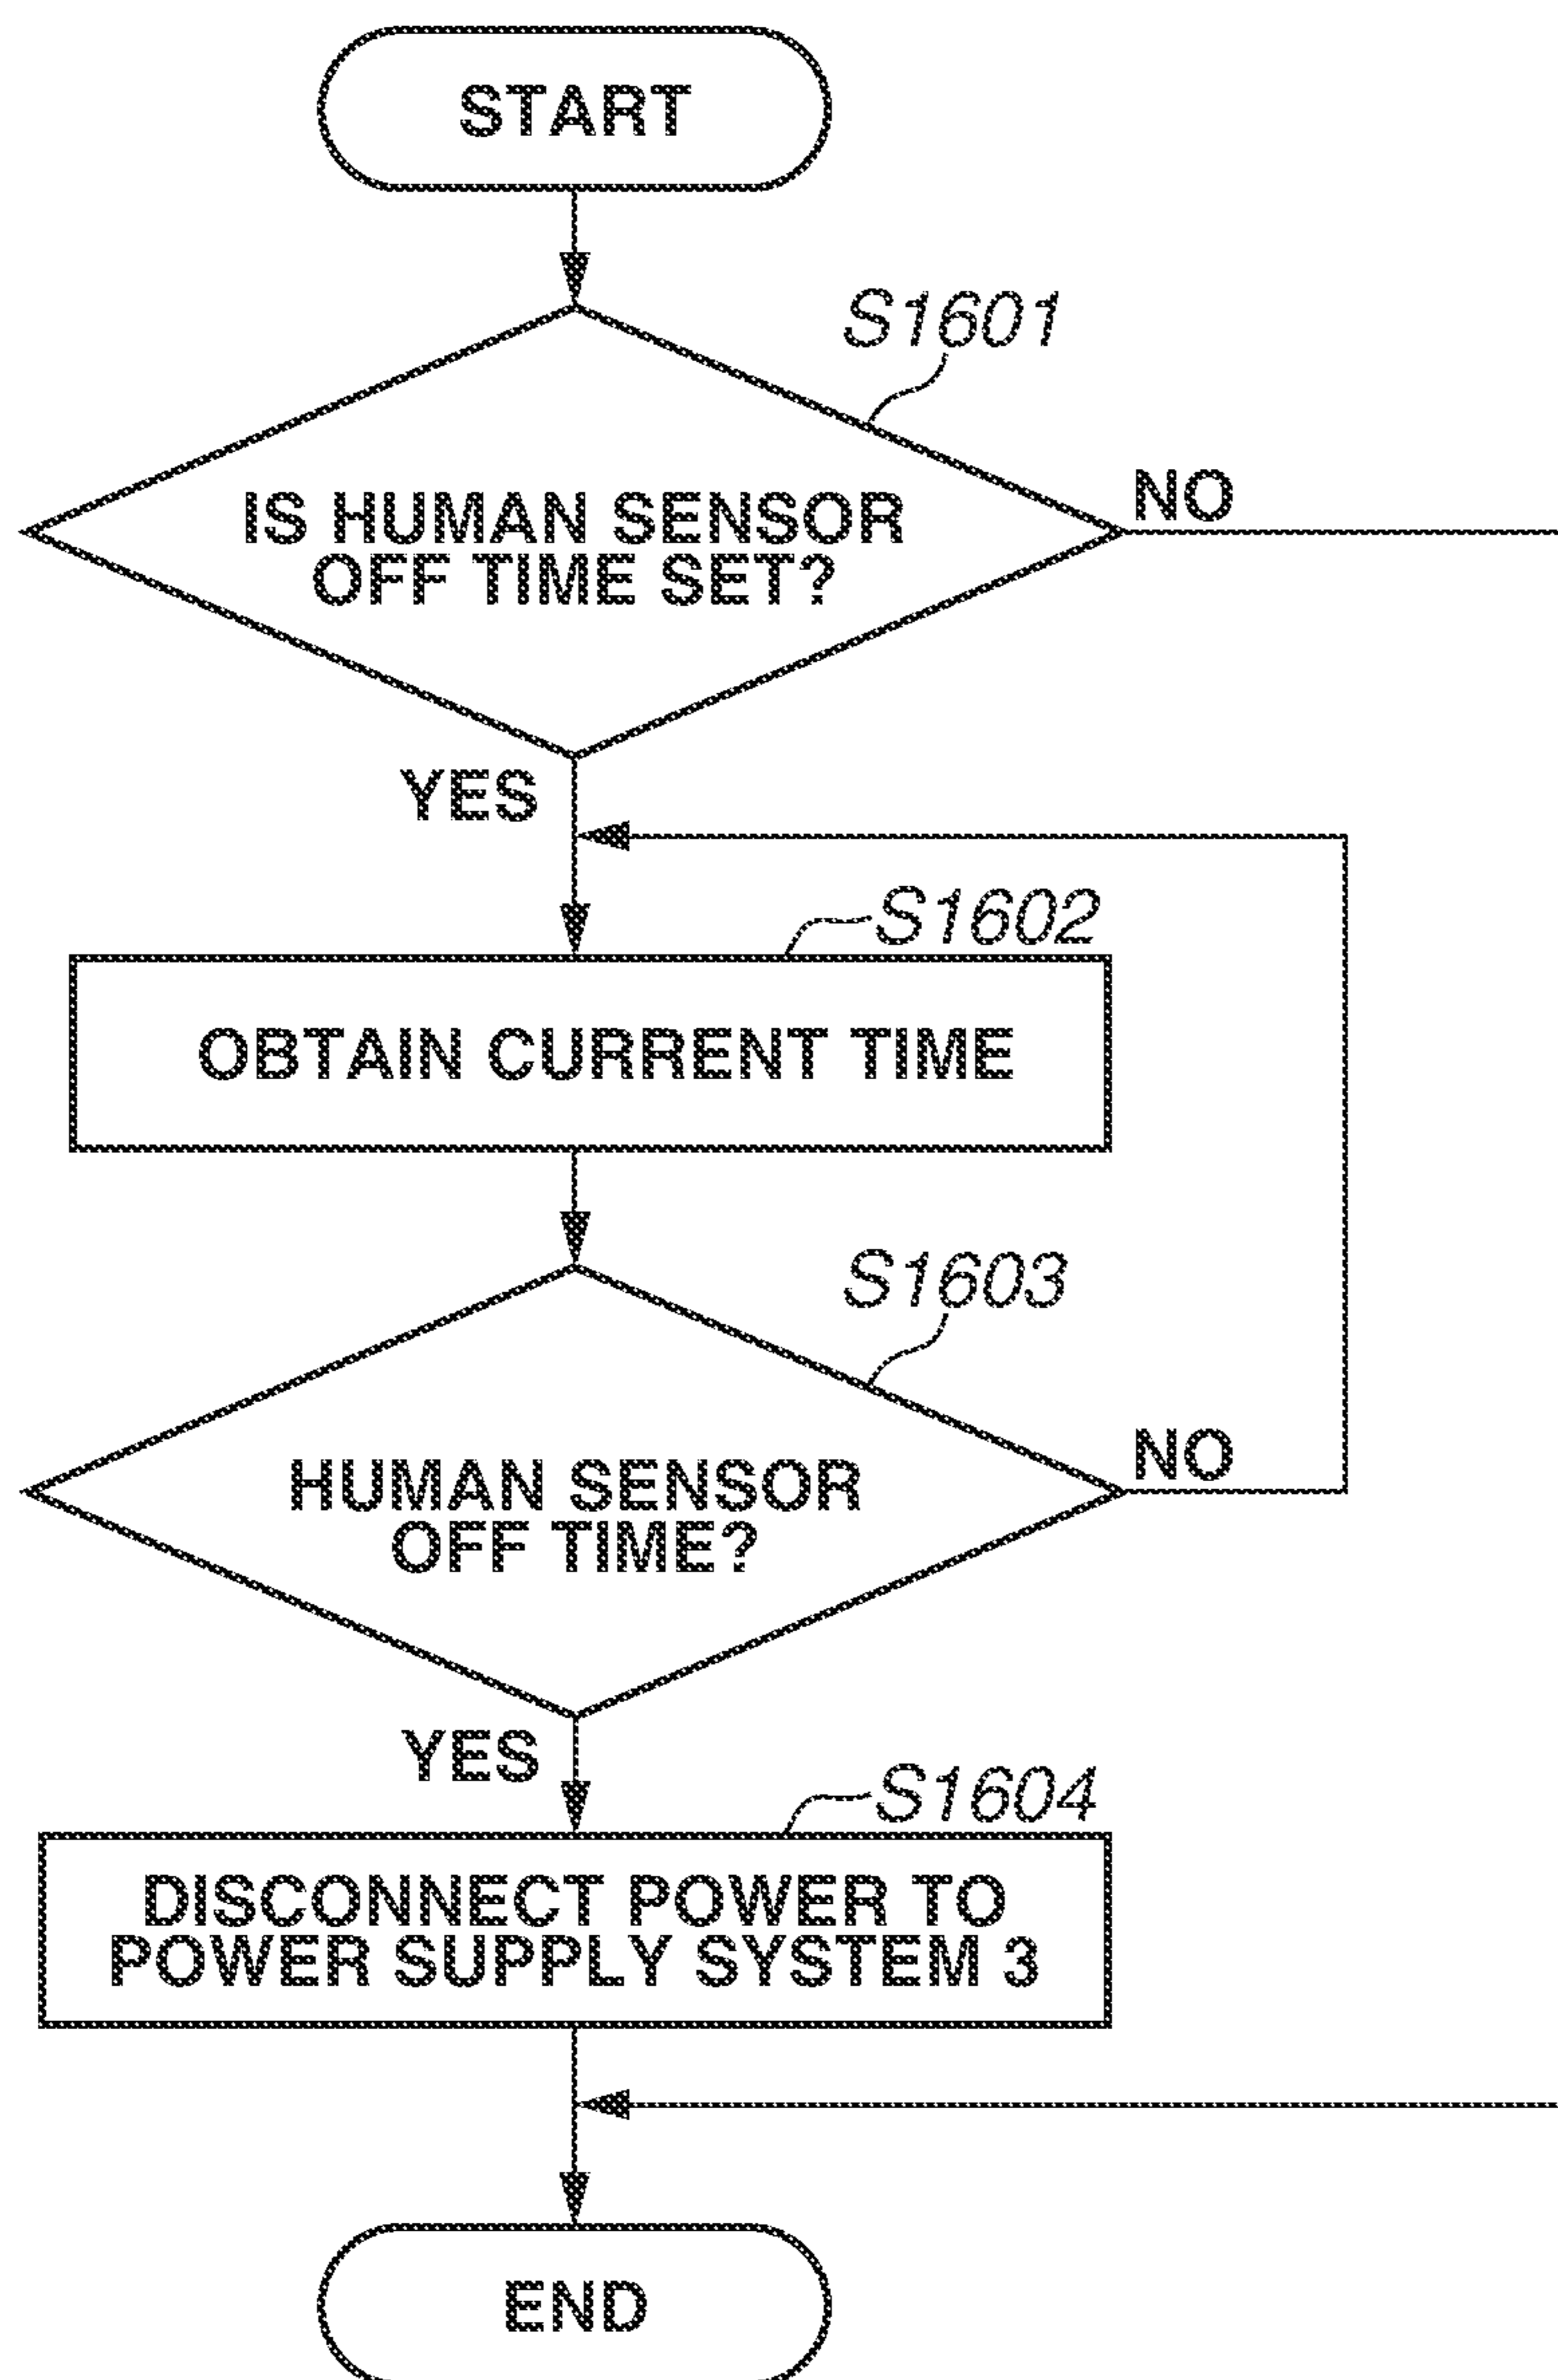 START
S1601
IS HUMAN SENSOR
OFF TIME SET?
NO
YES
S1602
OBTAIN CURRENT TIME
S1603
HUMAN SENSOR
OFF TIME?
NO
YES
S1604
DISCONNECT POWER TO
POWER SUPPLY SYSTEM 3
END